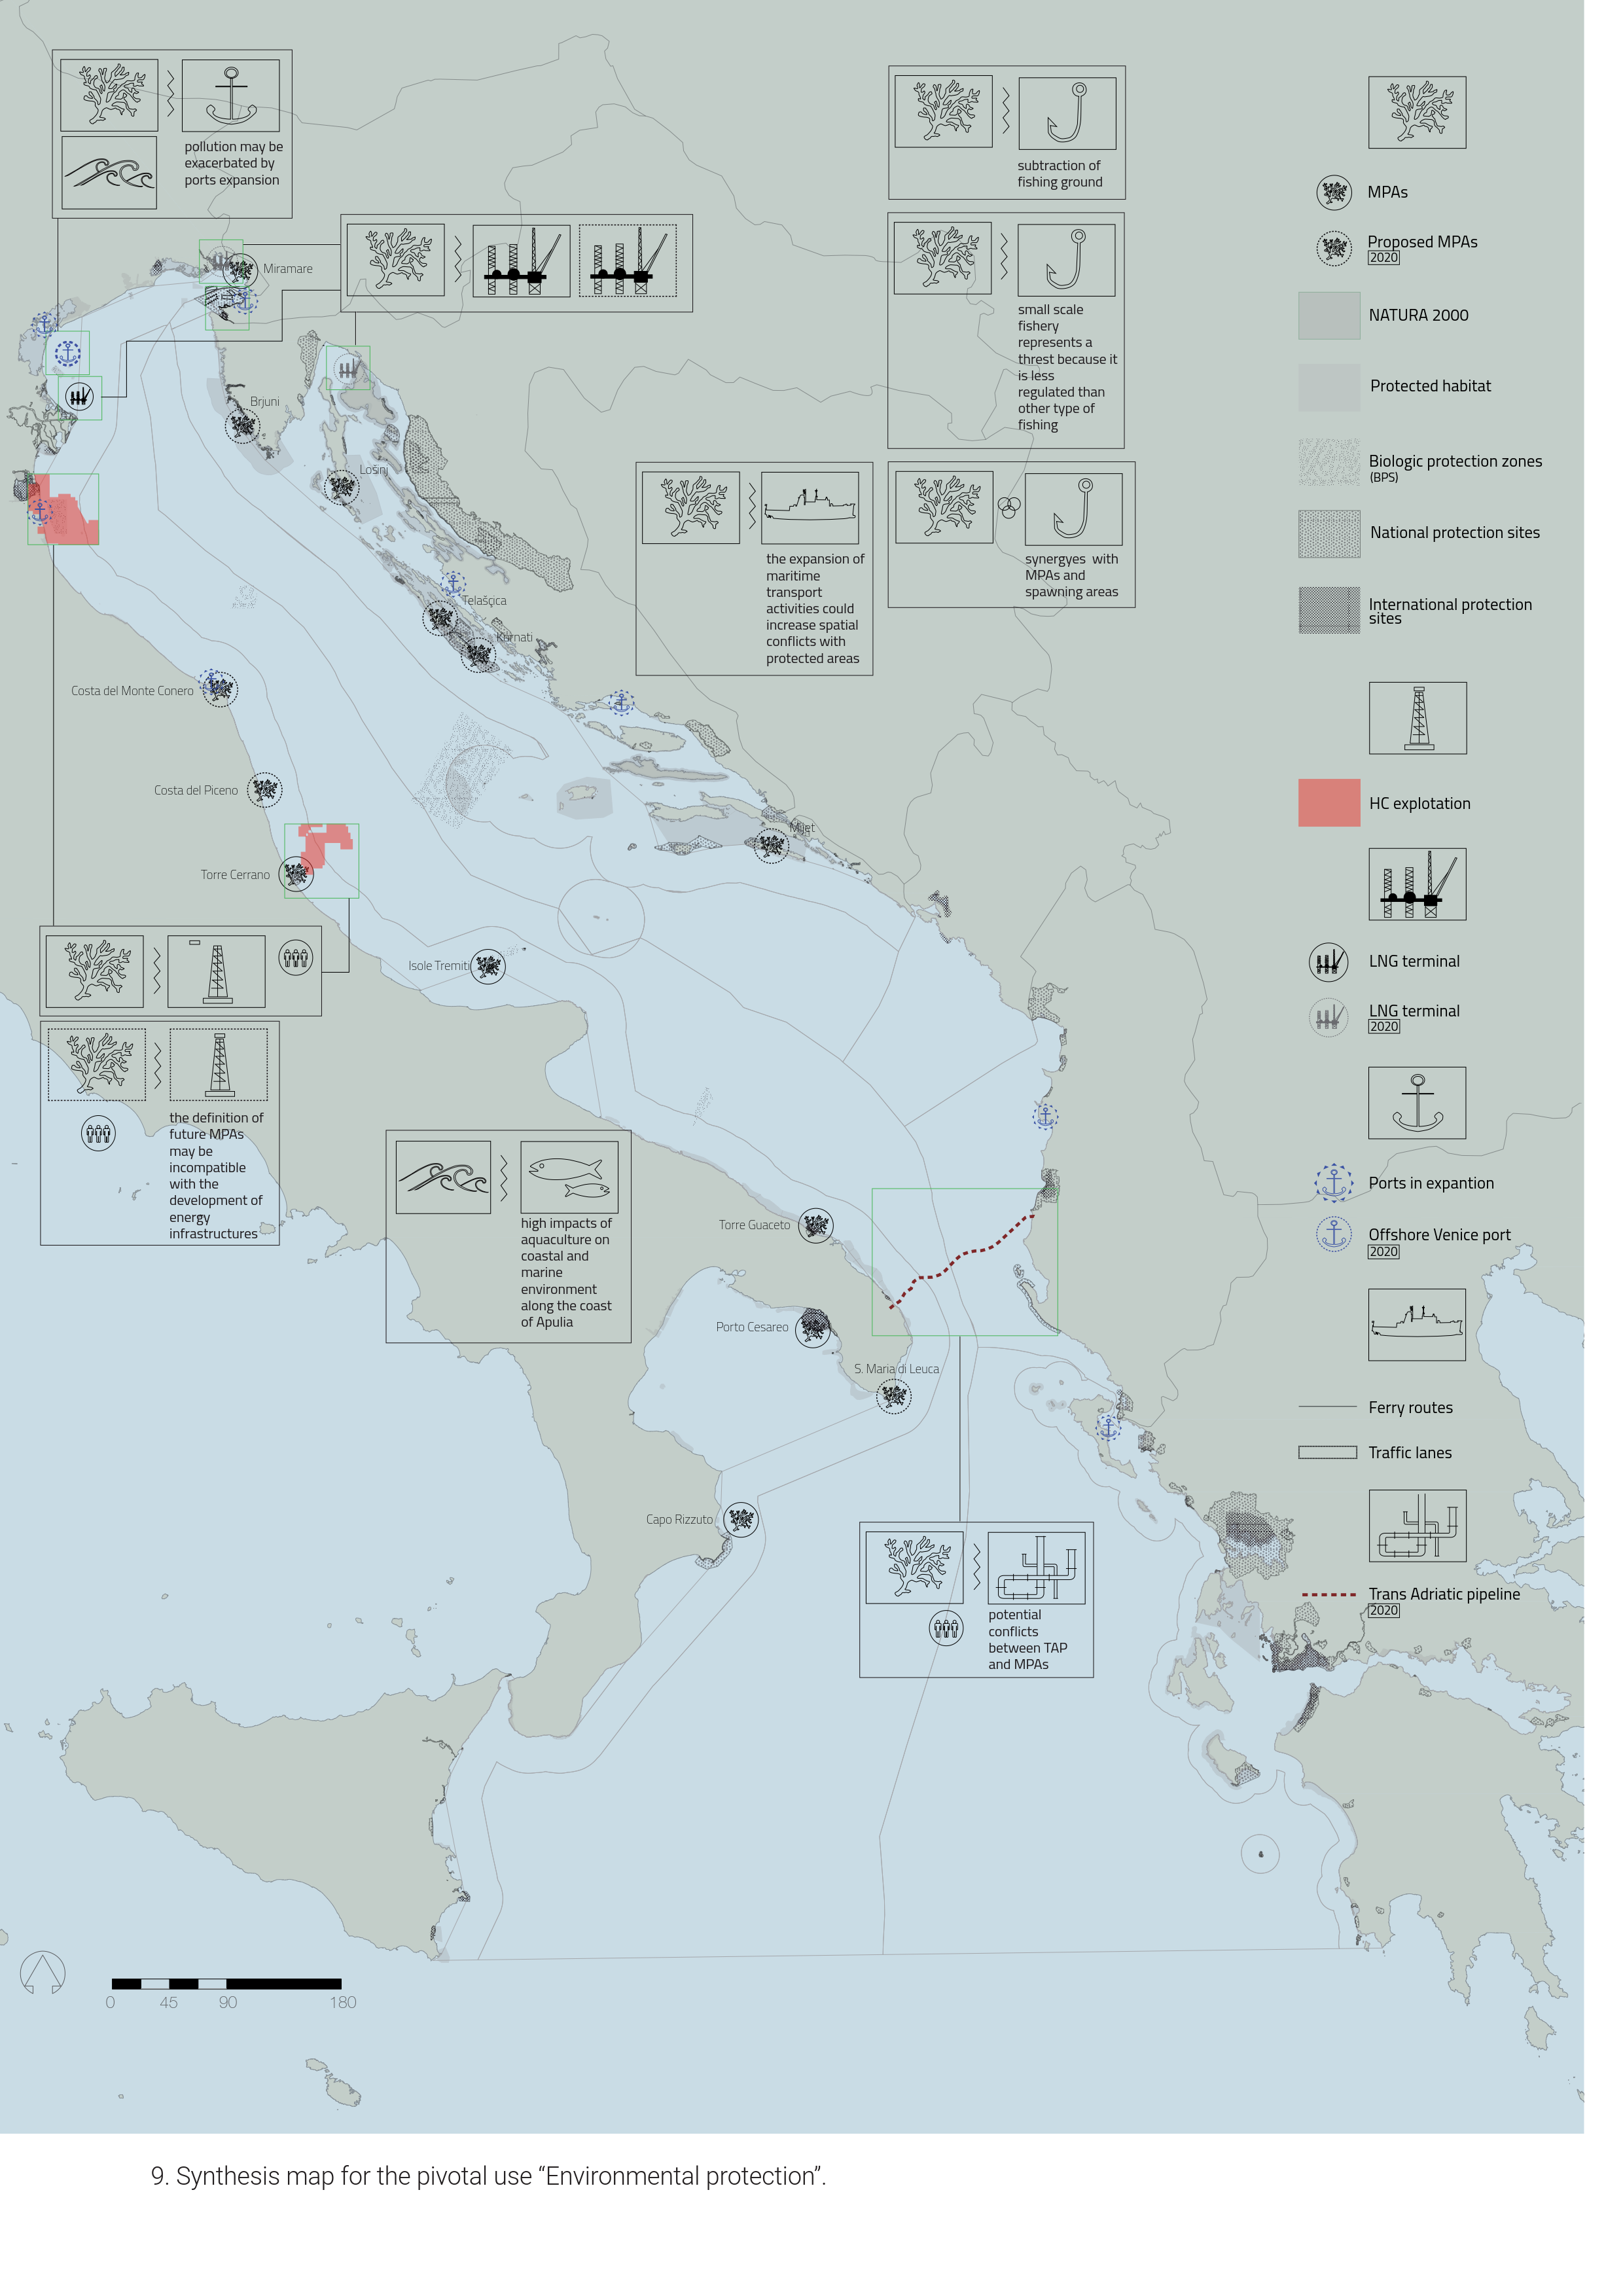 pollution may be
exacerbated by
ports expansion
subtraction of
fishing ground
small scale
fishery
represents a
threst because it
is less
regulated than
other type of
fishing
the expansion of
maritime
transport
activities could
increase spatial
conflicts with
protected areas
synergyes with
MPAs and
spawning areas
Miramare
Brjuni
Lošinj
Telašçica
Kurnati
Costa del Monte Conero
Costa del Piceno
Torre Cerrano
Mljet
Isole Tremiti
the definition of
future MPAs
may be
incompatible
with the
development of
energy
infrastructures
high impacts of
aquaculture on
coastal and
marine
environment
along the coast
of Apulia
Torre Guaceto
Porto Cesareo
S. Maria di Leuca
Capo Rizzuto
potential
conflicts
between TAP
and MPAs
MPAs
Proposed MPAs
2020
NATURA 2000
Protected habitat
Biologic protection zones
(BPS)
National protection sites
International protection
sites
HC explotation
LNG terminal
LNG terminal
2020
Ports in expantion
Offshore Venice port
2020
Ferry routes
Traffic lanes
Trans Adriatic pipeline
2020
0 45 90 180
9. Synthesis map for the pivotal use “Environmental protection”.